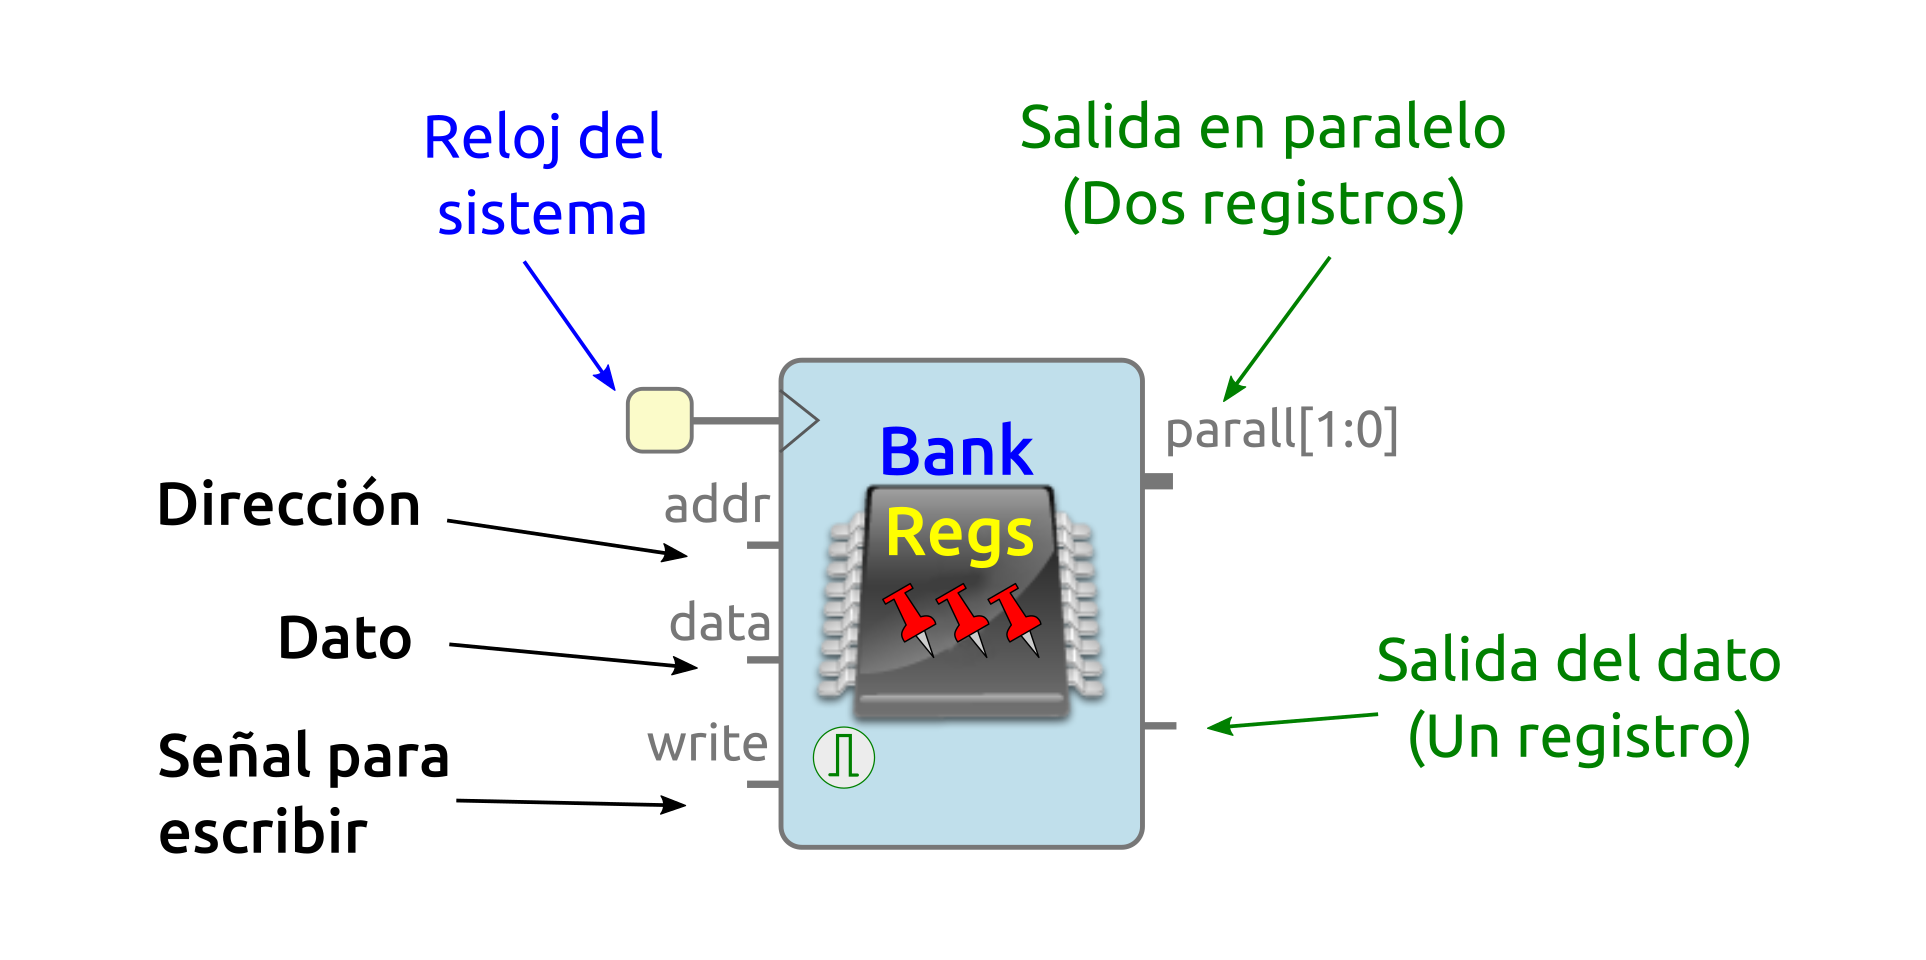 Reloj del
sistema
Salida en paralelo
(Dos registros)
parall[1:0]
Bank
Regs
Dirección
addr
Dato
data
Señal para
escribir
write
Salida del dato
(Un registro)